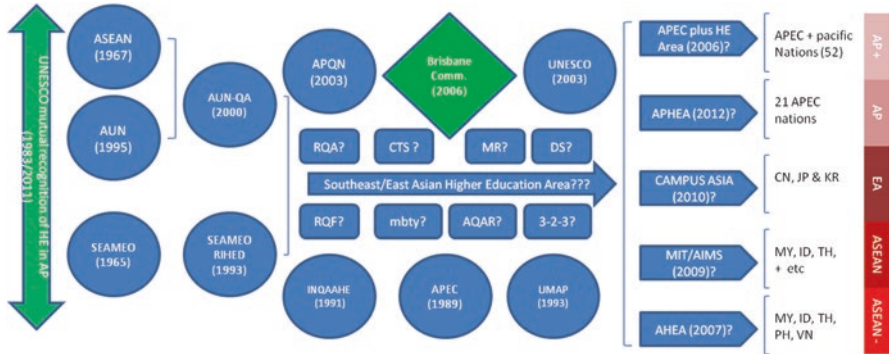 UNESCO mutual recognition of HE in AP
(1983/2011)
ASEAN
(1967)
AUN
(1995)
SEAMEO
(1965)
AUN-QA
(2000)
SEAMEO
RIHED
(1993)
APQN
(2003)
Brisbane
Comm.
(2006)
UNESCO
(2003)
RQA?
CTS ?
MR?
DS?
Southeast/East Asian Higher Education Area???
RQF?
mbty?
AQAR?
3-2-3?
INQAAHE
(1991)
APEC
(1989)
UMAP
(1993)
APEC plus HE
Area (2006)?
APHEA (2012)?
CAMPUS ASIA
(2010)?
MIT/AIMS
(2009)?
AHEA (2007)?
APEC + pacific
Nations (52)
21 APEC
nations
CN, JP & KR
MY, ID, TH,
+ etc
MY, ID, TH,
PH, VN
AP+
AP
EA
ASEAN
ASEAN-